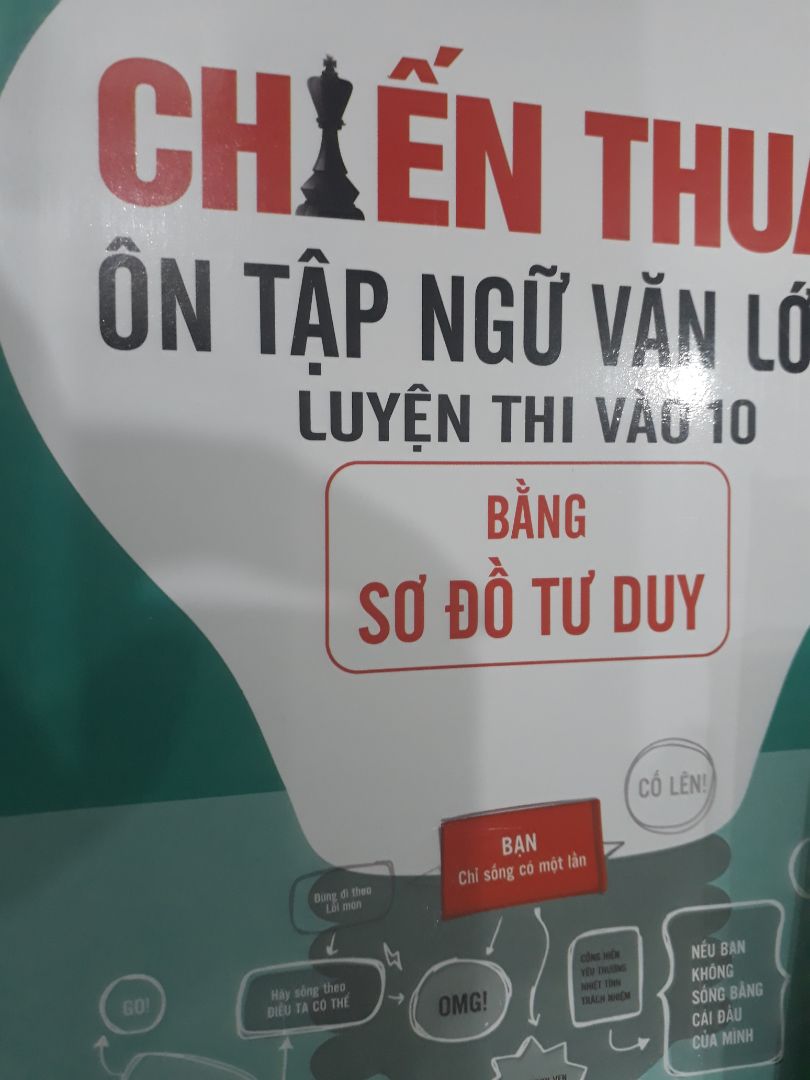 CHIẾN THU
ÔN TẬP NGỮ VĂN LỚ
LUYỆN THI VÀO 10
BẰNG
SƠ ĐỒ TƯ DUY
CỐ LÊN!
BẠN
Chỉ sống có một lần
Đừng đi theo
Lối mòn
GO!
Hãy sống theo
ĐIỀU TA CÓ THỂ
OMG!
CỐNG HIẾN
YÊU THƯƠNG
NHIỆT TÌNH
TRÁCH NHIỆM
NẾU BẠN
KHÔNG
SỐNG BẰNG
CÁI ĐẦU
CỦA MÌNH